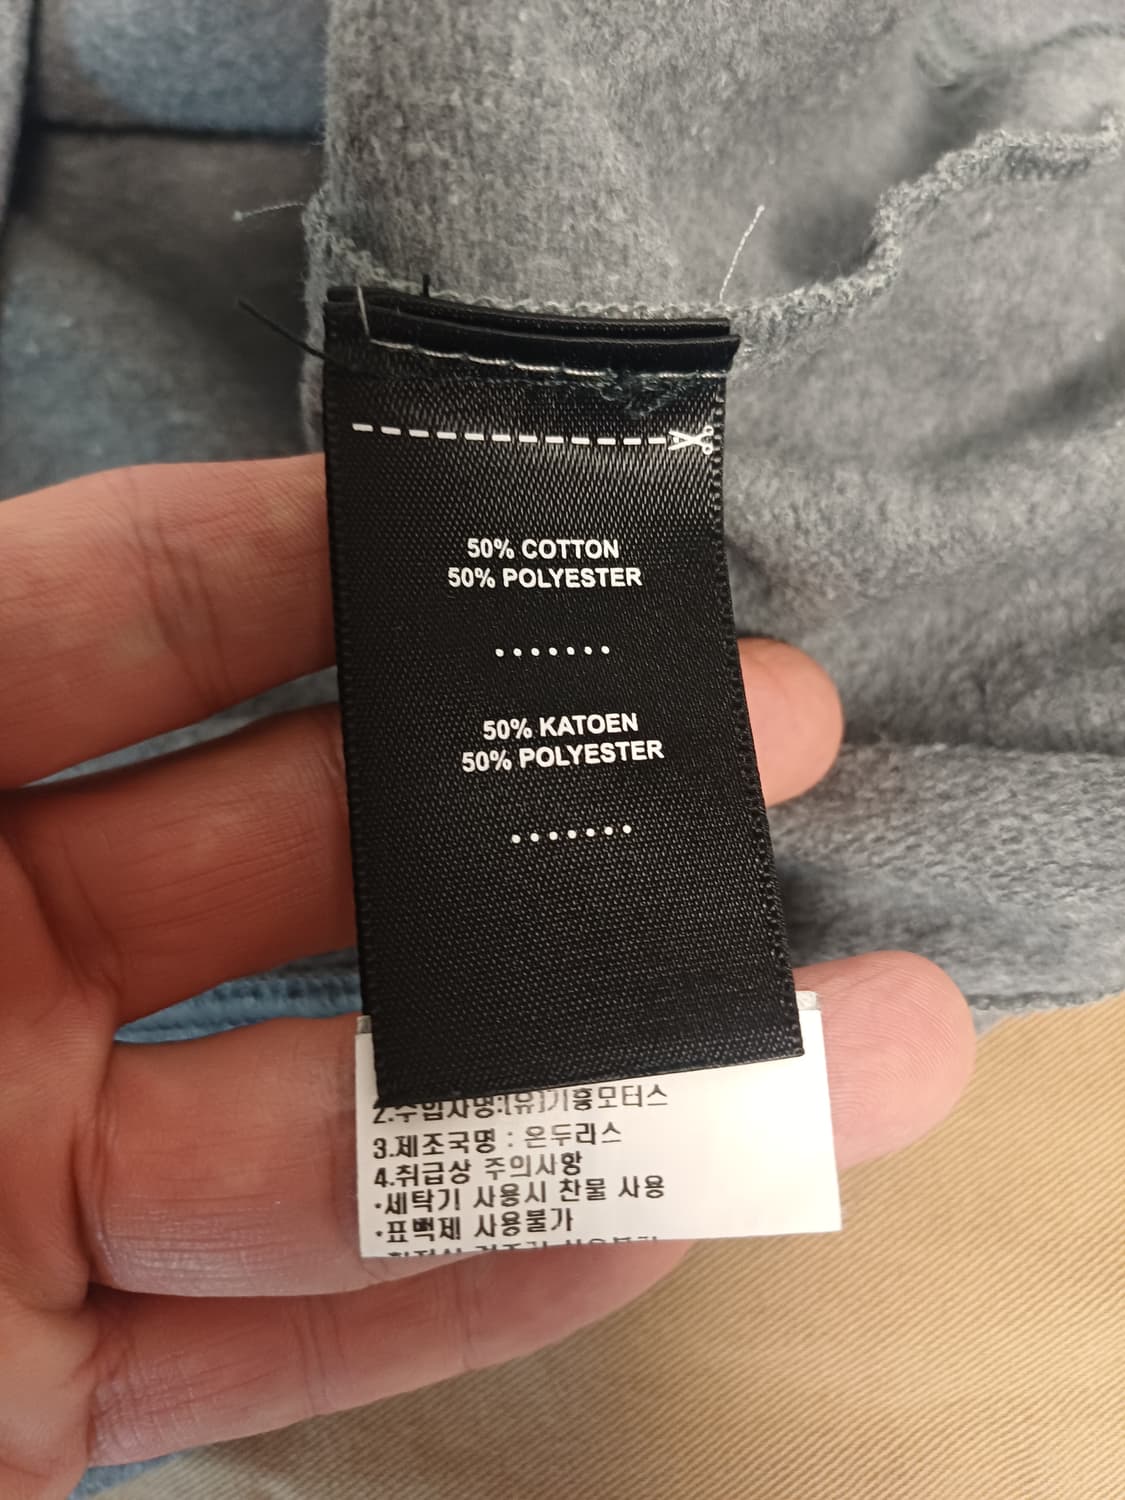 50% COTTON
50% POLYESTER
50% KATOEN
50% POLYESTER
2.수입사명:[유]기흥모터스
3.제조국명 : 온두라스
4.취급상 주의사항
·세탁기 사용시 찬물 사용
·표백제 사용불가